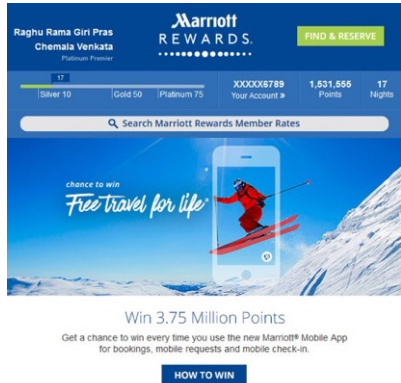 Raghu Rama Giri Pras
Chemala Venkata
Platinum Premier
Marriott
REWARDS.
FIND & RESERVE
17
Silver 10
Gold 50
Platinum 75
XXXXX6789
Your Account »
1,531,555
Points
17
Nights
Search Marriott Rewards Member Rates
chance to win
Free travel for life*
Win 3.75 Million Points
Get a chance to win every time you use the new Marriott® Mobile App
for bookings, mobile requests and mobile check-in.
HOW TO WIN